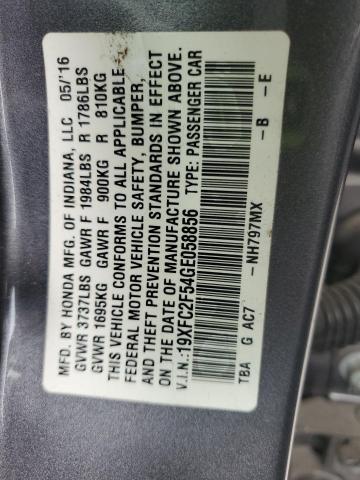 MFD. BY HONDA MFG. OF INDIANA, LLC 05/'16
GVWR 3737LBS GAWR F 1984LBS R 1786LBS
GVWR 1695KG GAWR F 900KG R 810KG
THIS VEHICLE CONFORMS TO ALL APPLICABLE
FEDERAL MOTOR VEHICLE SAFETY, BUMPER,
AND THEFT PREVENTION STANDARDS IN EFFECT
ON THE DATE OF MANUFACTURE SHOWN ABOVE.
V.I.N.:19XFC2F54GE058856 TYPE: PASSENGER CAR
TBA G AC7 -NH797MX -B -E